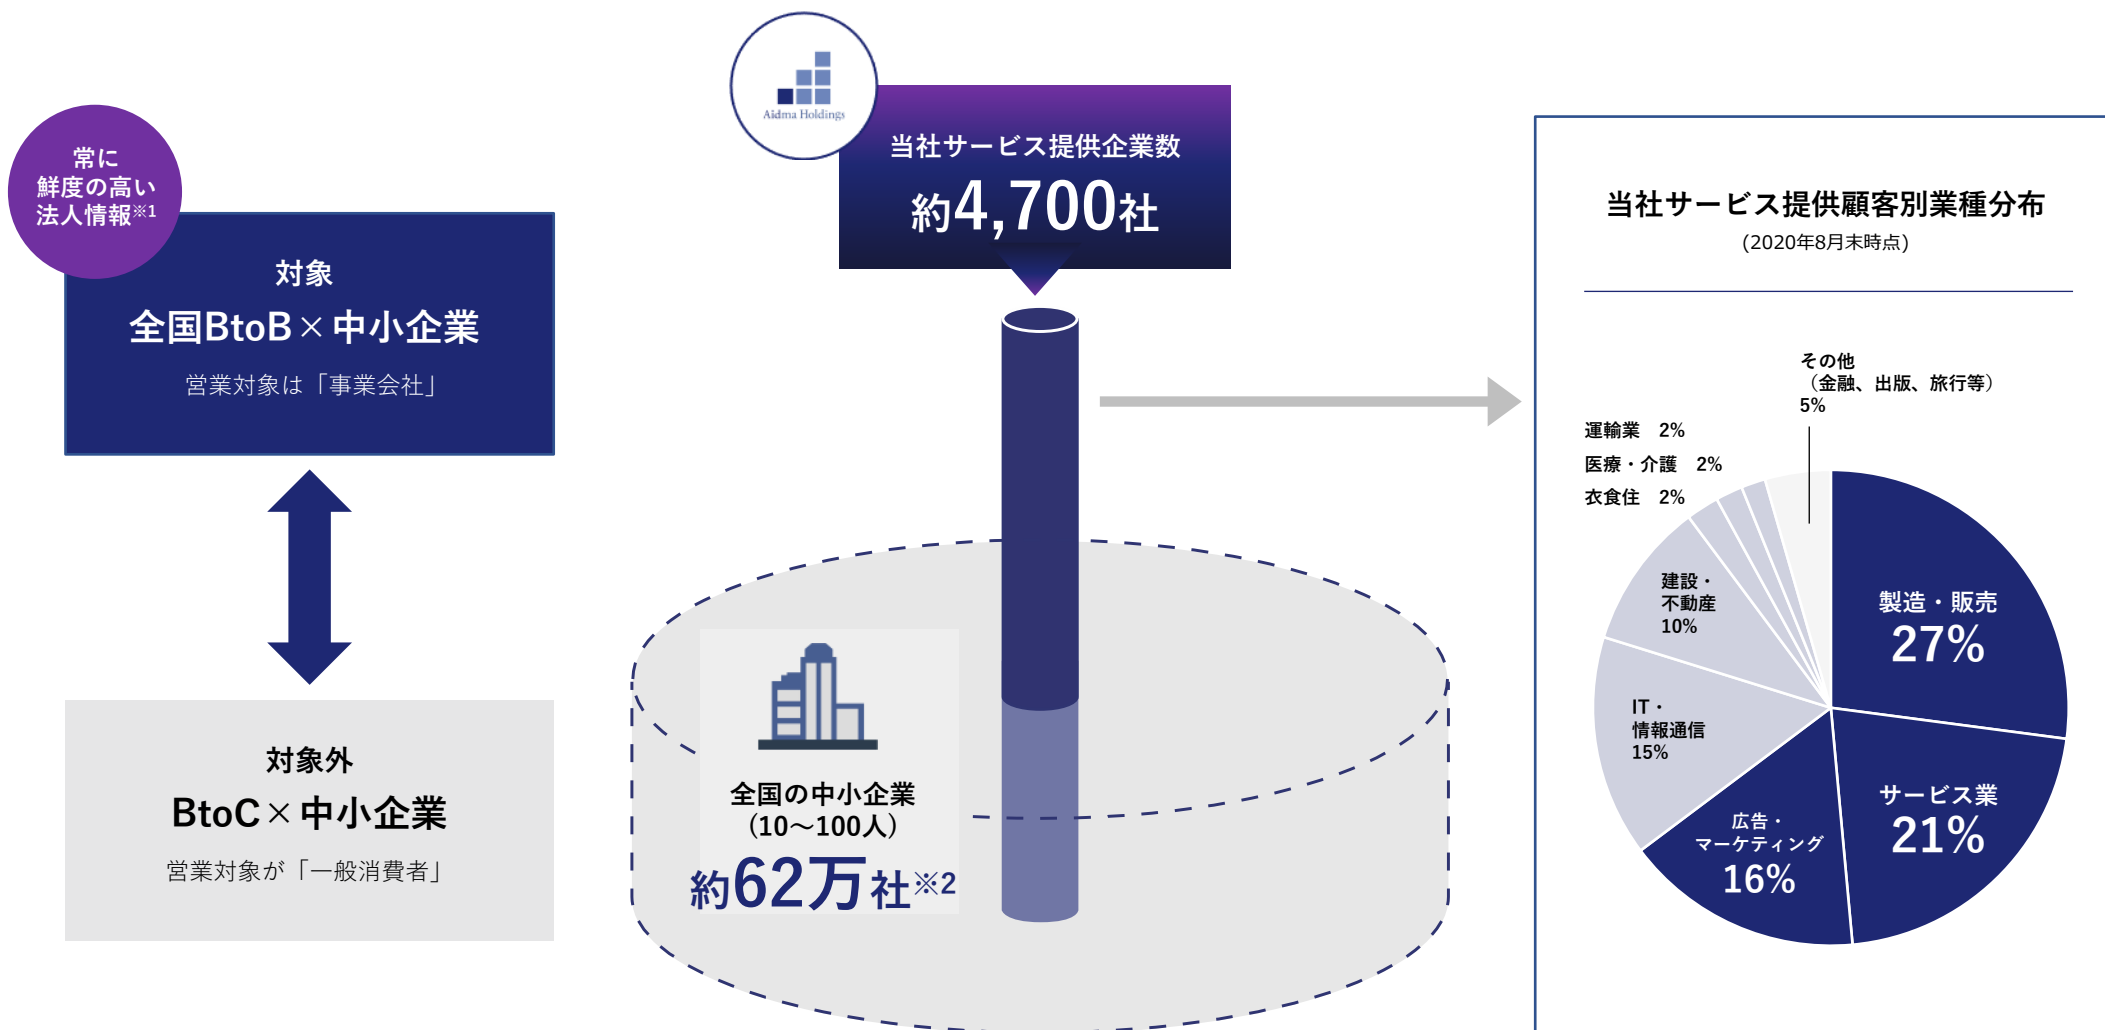 常に
鮮度の高い
法人情報※1
対象
全国BtoB×中小企業
営業対象は「事業会社」
対象外
BtoC×中小企業
営業対象が「一般消費者」
Aidma Holdings
当社サービス提供企業数
約4,700社
全国の中小企業
(10〜100人)
約62万社※2
当社サービス提供顧客別業種分布
(2020年8月末時点)
その他
（金融、出版、旅行等）
5%
運輸業 2%
医療・介護 2%
衣食住 2%
建設・
不動産
10%
IT・
情報通信
15%
広告・
マーケティング
16%
製造・販売
27%
サービス業
21%